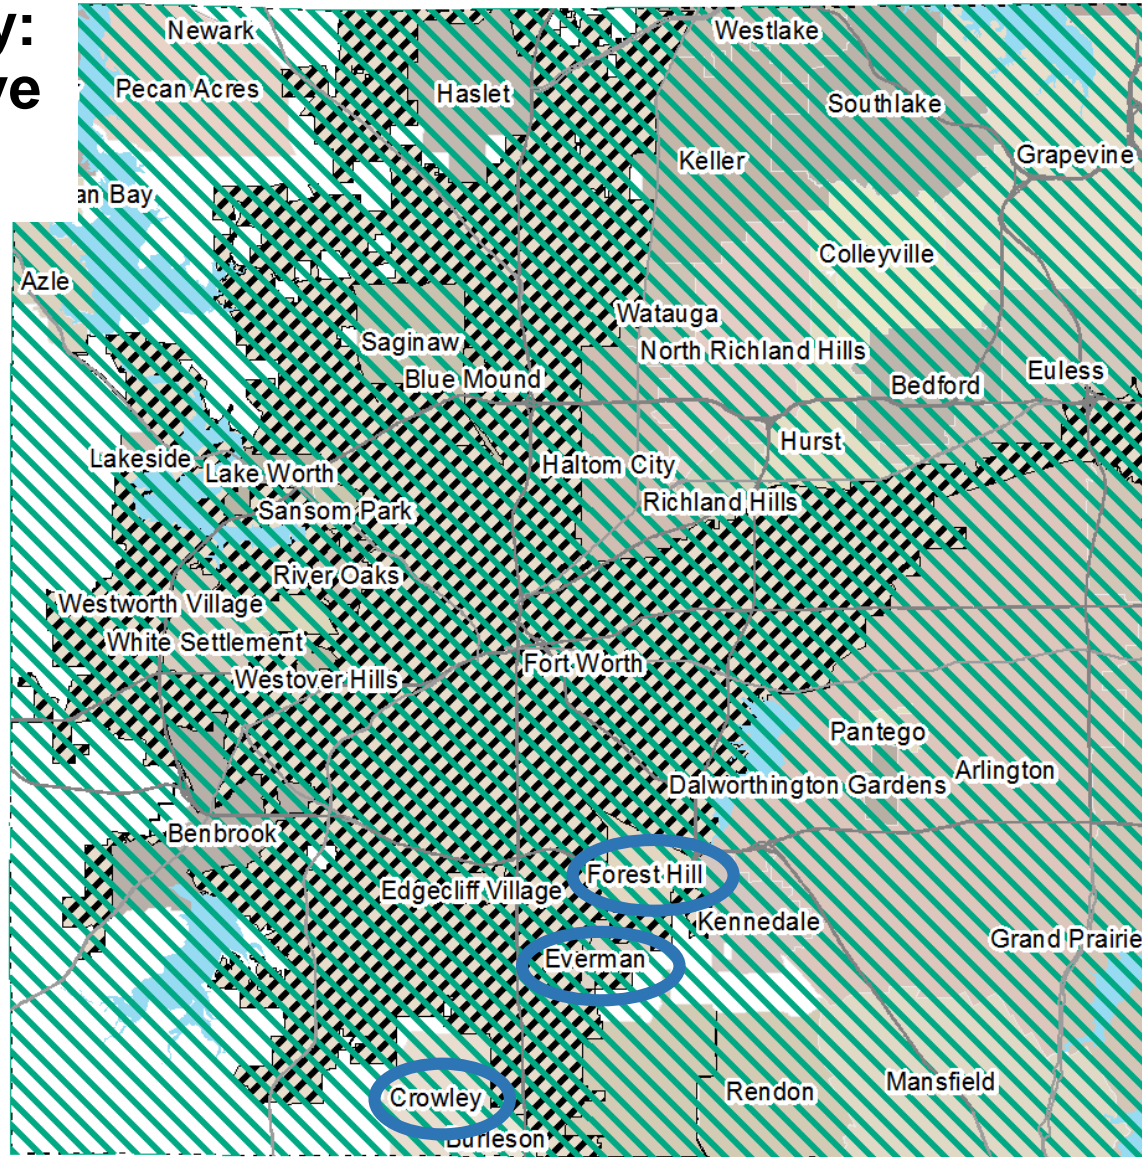 y:
ve
Newark
Westlake
Pecan Acres
Haslet
Southlake
Keller
Grapevine
an Bay
Colleyville
Azle
Watauga
Saginaw
North Richland Hills
Blue Mound
Bedford
Euless
Hurst
Lakeside
Lake Worth
Haltom City
Richland Hills
Sansom Park
River Oaks
Westworth Village
White Settlement
Fort Worth
Westover Hills
Pantego
Arlington
Dalworthington Gardens
Benbrook
Forest Hill
Edgecliff Village
Kennedale
Grand Prairie
Everman
Mansfield
Rendon
Crowley
Burleson